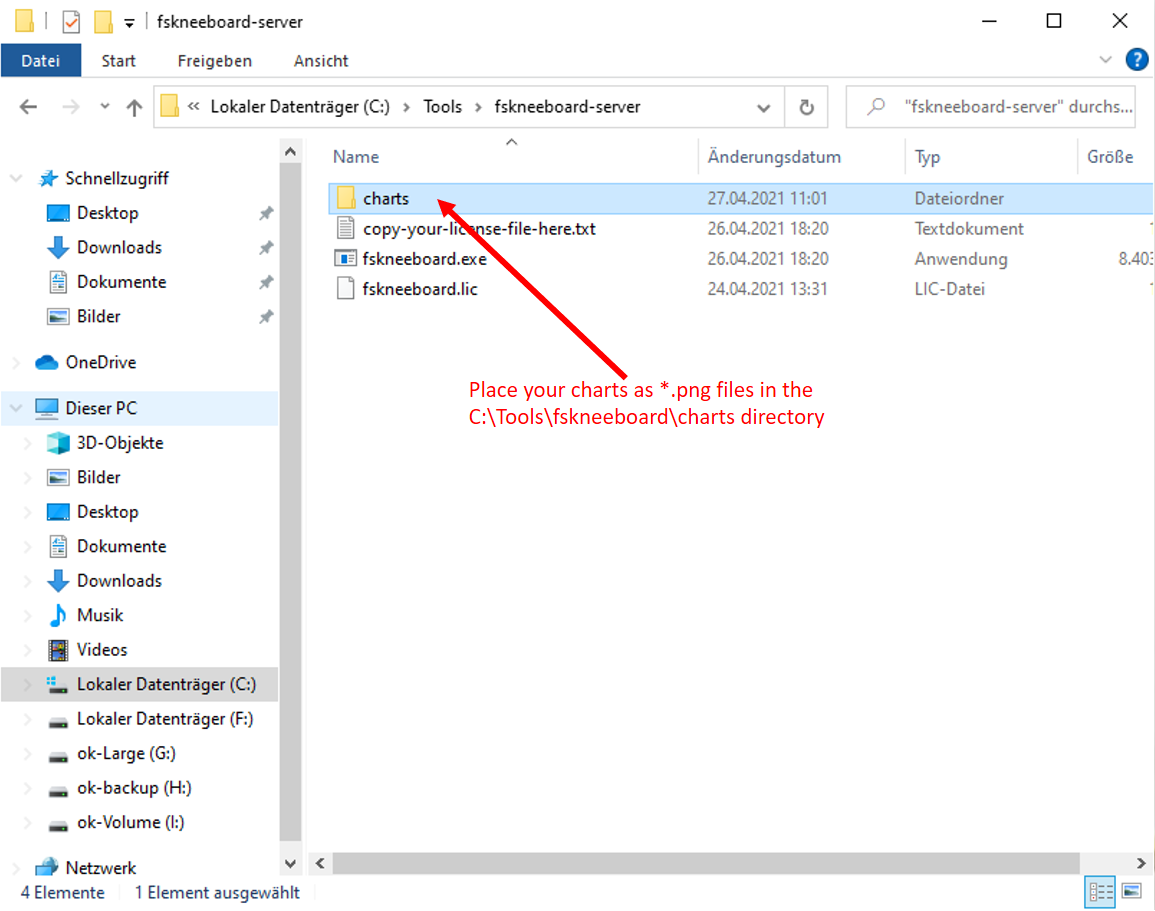 fskneeboard-server
Datei Start Freigeben Ansicht
« Lokaler Datenträger (C:) > Tools > fskneeboard-server
"fskneeboard-server" durchs...
Name Änderungsdatum Typ Größe
charts 27.04.2021 11:01 Dateiordner
copy-your-license-file-here.txt 26.04.2021 18:20 Textdokument
fskneeboard.exe 26.04.2021 18:20 Anwendung 8.403
fskneeboard.lic 24.04.2021 13:31 LIC-Datei
Place your charts as *.png files in the
C:\Tools\fskneeboard\charts directory
Schnellzugriff
Desktop
Downloads
Dokumente
Bilder
OneDrive
Dieser PC
3D-Objekte
Bilder
Desktop
Dokumente
Downloads
Musik
Videos
Lokaler Datenträger (C:)
Lokaler Datenträger (F:)
ok-Large (G:)
ok-backup (H:)
ok-Volume (I:)
Netzwerk
4 Elemente 1 Element ausgewählt